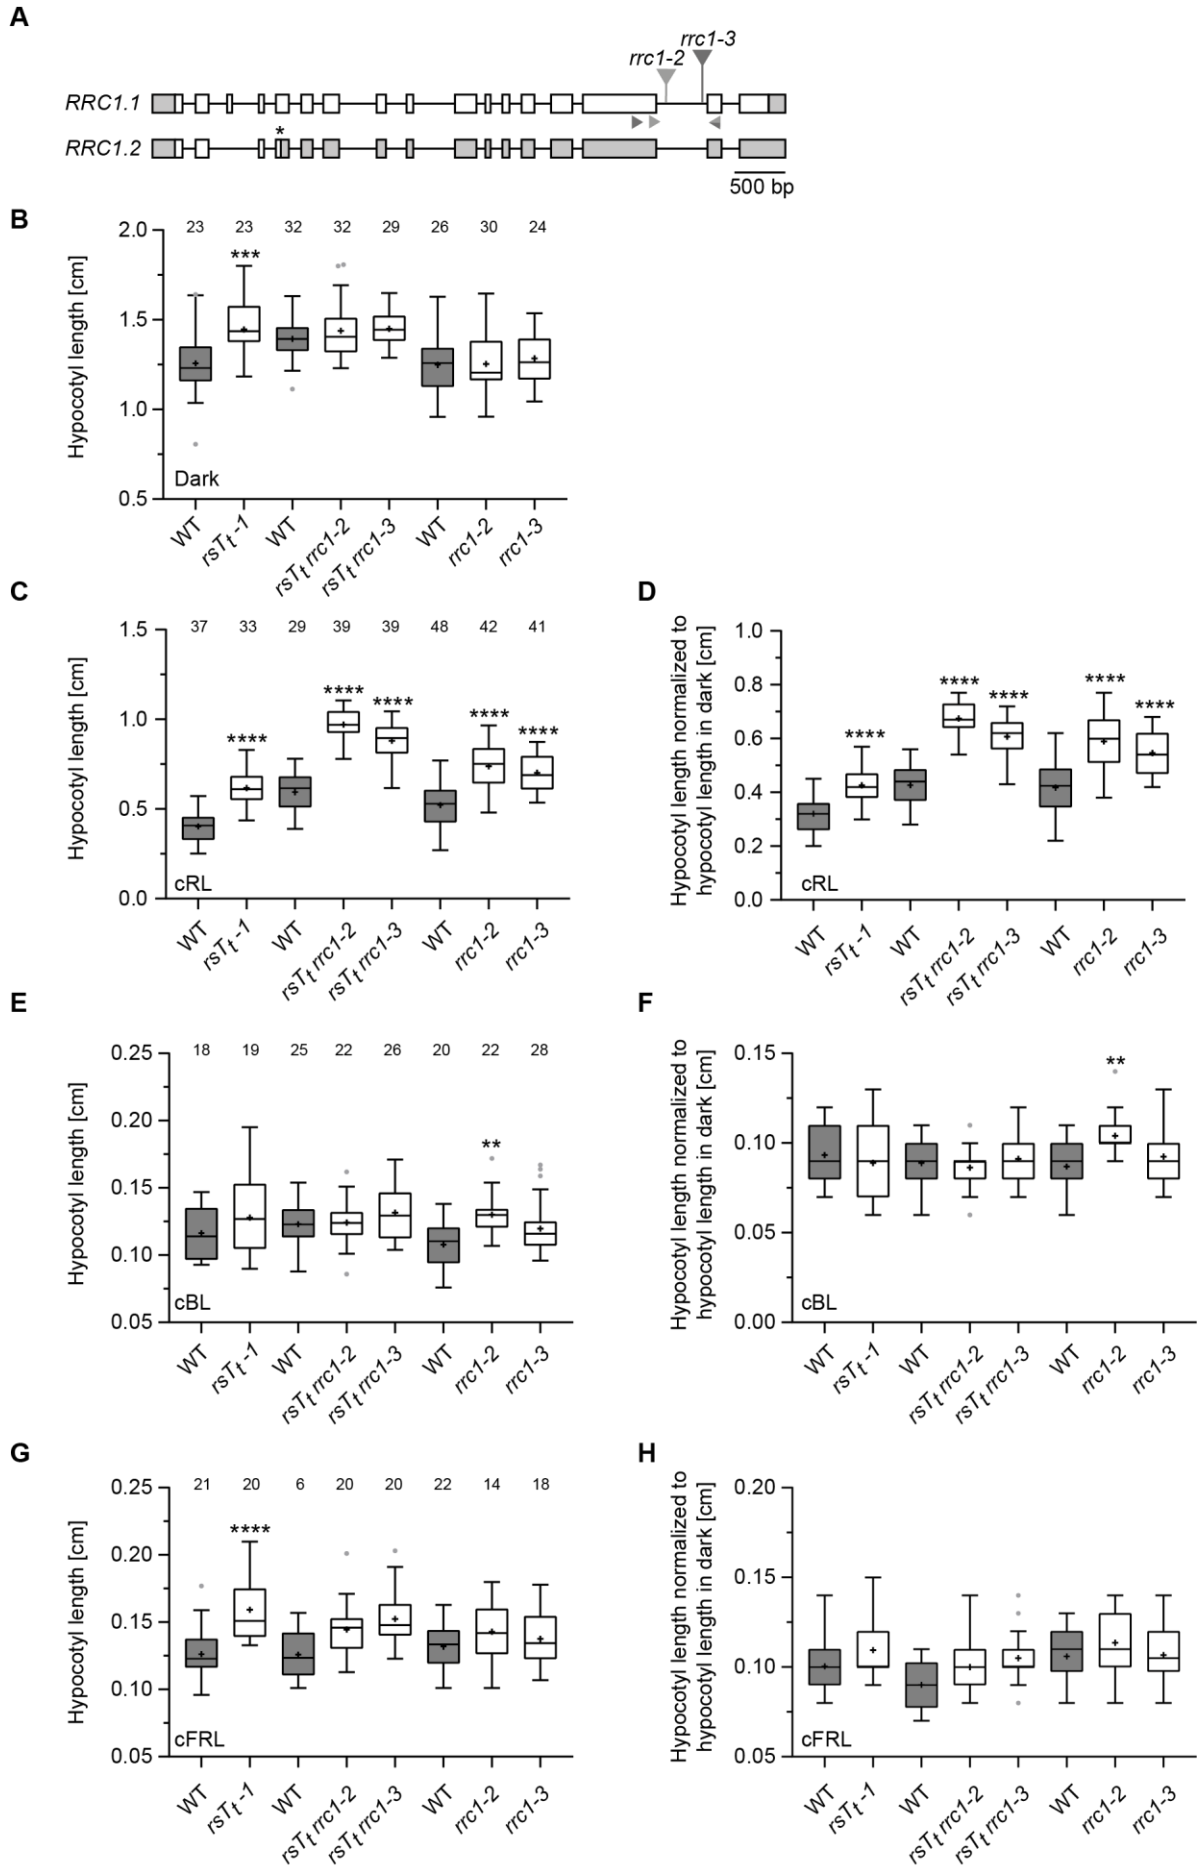 A
rrc1-3
rrc1-2
RRC1.1
*
RRC1.2
500 bp
B
Hypocotyl length [cm]
2.0
1.5
1.0
0.5
23 23 32 32 29 26 30 24
***
Dark
WT rsTt-1 WT rsTt rrc1-2 rsTt rrc1-3 WT rrc1-2 rrc1-3
C
Hypocotyl length [cm]
1.5
1.0
0.5
0.0
37 33 29 39 39 48 42 41
**** **** **** **** ****
cRL
WT rsTt-1 WT rsTt rrc1-2 rsTt rrc1-3 WT rrc1-2 rrc1-3
D
Hypocotyl length normalized to
hypocotyl length in dark [cm]
1.0
0.8
0.6
0.4
0.2
0.0
**** **** **** **** ****
cRL
WT rsTt-1 WT rsTt rrc1-2 rsTt rrc1-3 WT rrc1-2 rrc1-3
E
Hypocotyl length [cm]
0.25
0.20
0.15
0.10
0.05
18 19 25 22 26 20 22 28
**
cBL
WT rsTt-1 WT rsTt rrc1-2 rsTt rrc1-3 WT rrc1-2 rrc1-3
F
Hypocotyl length normalized to
hypocotyl length in dark [cm]
0.15
0.10
0.05
0.00
**
cBL
WT rsTt-1 WT rsTt rrc1-2 rsTt rrc1-3 WT rrc1-2 rrc1-3
G
Hypocotyl length [cm]
0.25
0.20
0.15
0.10
0.05
21 20 6 20 20 22 14 18
****
cFRL
WT rsTt-1 WT rsTt rrc1-2 rsTt rrc1-3 WT rrc1-2 rrc1-3
H
Hypocotyl length normalized to
hypocotyl length in dark [cm]
0.20
0.15
0.10
0.05
cFRL
WT rsTt-1 WT rsTt rrc1-2 rsTt rrc1-3 WT rrc1-2 rrc1-3